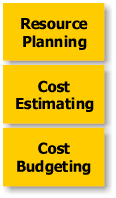 Resource
Planning
Cost
Estimating
Cost
Budgeting